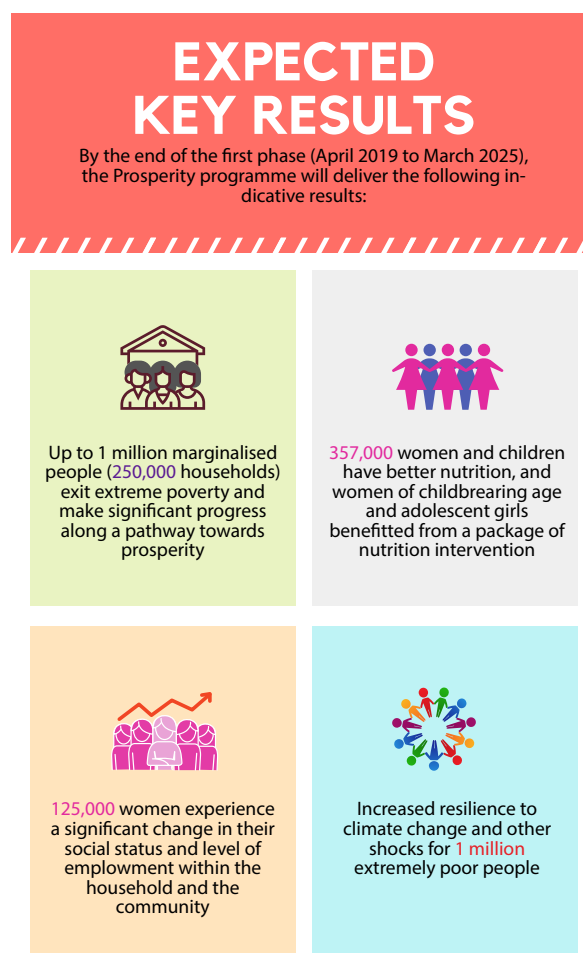 EXPECTED
KEY RESULTS
By the end of the first phase (April 2019 to March 2025),
the Prosperity programme will deliver the following in-
dicative results:
Up to 1 million marginalised
people (250,000 households)
exit extreme poverty and
make significant progress
along a pathway towards
prosperity
357,000 women and children
have better nutrition, and
women of childbrearing age
and adolescent girls
benefitted from a package of
nutrition intervention
125,000 women experience
a significant change in their
social status and level of
emplowment within the
household and the
community
Increased resilience to
climate change and other
shocks for 1 million
extremely poor people